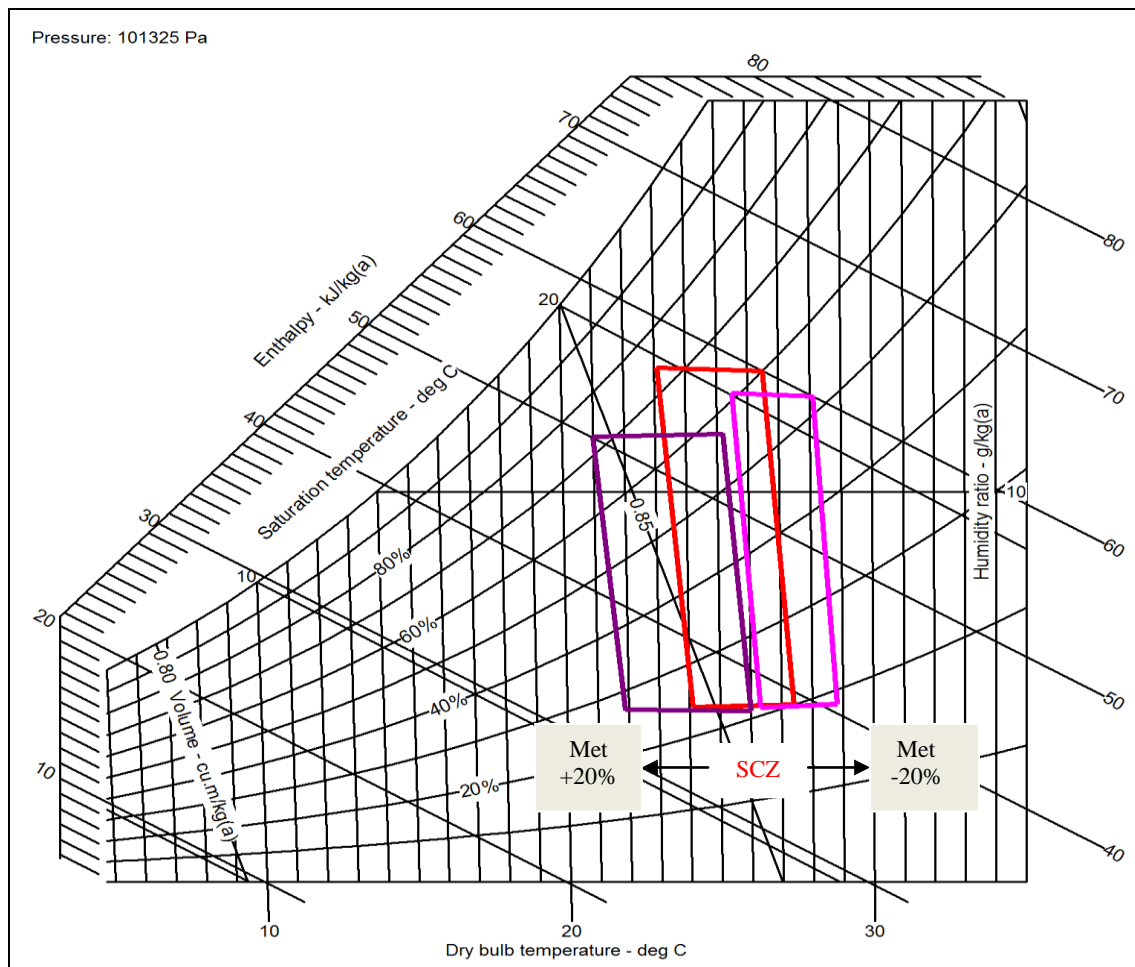 Pressure: 101325 Pa
80
70
60
50
40
30
20
10
Enthalpy - kJ/kg(a)
Saturation temperature - deg C
20
10
80%
60%
40%
20%
0.85
0.80 Volume - cu.m/kg(a)
Humidity ratio - g/kg(a)
10
80
70
60
50
40
Met
+20%
SCZ
Met
-20%
10
20
30
Dry bulb temperature - deg C